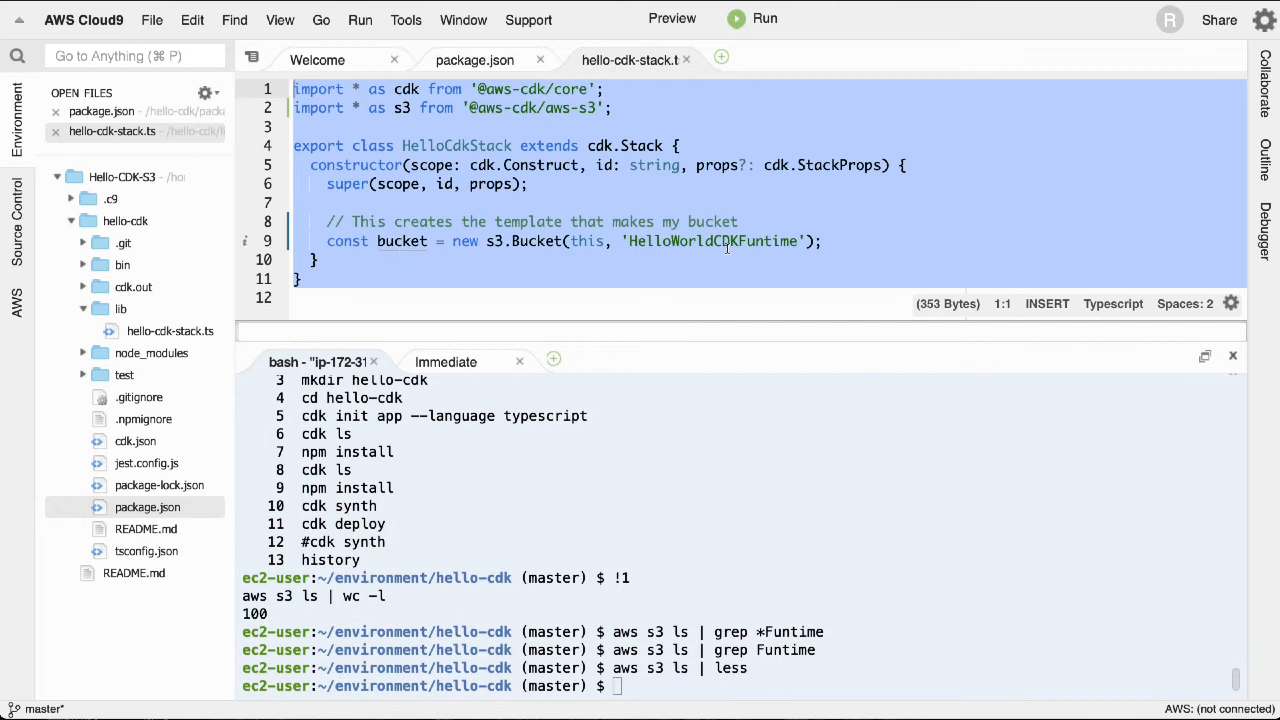 AWS Cloud9 File Edit Find View Go Run Tools Window Support Preview Run R Share
Go to Anything (⌘ P)
Welcome package.json hello-cdk-stack.t
Environment
Source Control
AWS
Collaborate
Outline
Debugger
OPEN FILES
package.json - /hello-cdk/pack
hello-cdk-stack.ts - /hello-cdk/l
Hello-CDK-S3 - /ho
.c9
hello-cdk
.git
bin
cdk.out
lib
hello-cdk-stack.ts
node_modules
test
.gitignore
.npmignore
cdk.json
jest.config.js
package-lock.json
package.json
README.md
tsconfig.json
README.md
1 import * as cdk from '@aws-cdk/core';
2 import * as s3 from '@aws-cdk/aws-s3';
3
4 export class HelloCdkStack extends cdk.Stack {
5 constructor(scope: cdk.Construct, id: string, props?: cdk.StackProps) {
6 super(scope, id, props);
7
8 // This creates the template that makes my bucket
9 const bucket = new s3.Bucket(this, 'HelloWorldCDKFuntime');
10 }
11 }
12
(353 Bytes) 1:1 INSERT Typescript Spaces: 2
bash - "ip-172-31 Immediate
3 mkdir hello-cdk
4 cd hello-cdk
5 cdk init app --language typescript
6 cdk ls
7 npm install
8 cdk ls
9 npm install
10 cdk synth
11 cdk deploy
12 #cdk synth
13 history
ec2-user:~/environment/hello-cdk (master) $ !1
aws s3 ls | wc -l
100
ec2-user:~/environment/hello-cdk (master) $ aws s3 ls | grep *Funtime
ec2-user:~/environment/hello-cdk (master) $ aws s3 ls | grep Funtime
ec2-user:~/environment/hello-cdk (master) $ aws s3 ls | less
ec2-user:~/environment/hello-cdk (master) $
master* AWS: (not connected)